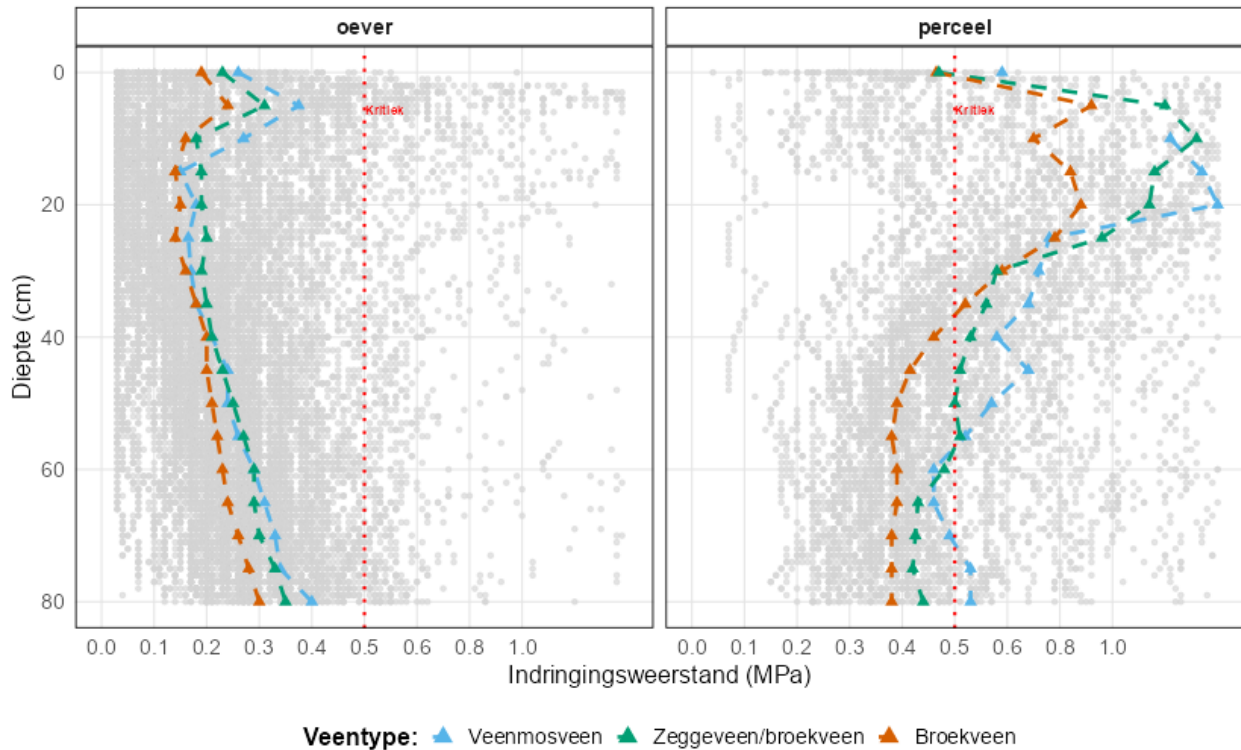 oever
perceel
0
20
40
60
80
Diepte (cm)
Kritiek
Kritiek
0.0 0.1 0.2 0.3 0.4 0.5 0.6 0.8 1.0
0.0 0.1 0.2 0.3 0.4 0.5 0.6 0.8 1.0
Indringingsweerstand (MPa)
Veentype: Veenmosveen Zeggeveen/broekveen Broekveen